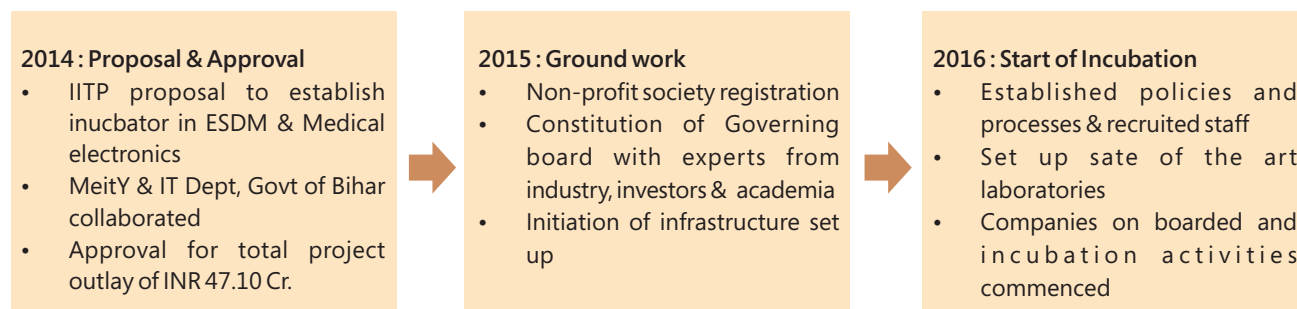 2014 : Proposal & Approval
• IITP proposal to establish
inucbator in ESDM & Medical
electronics
• MeitY & IT Dept, Govt of Bihar
collaborated
• Approval for total project
outlay of INR 47.10 Cr.
2015 : Ground work
• Non-profit society registration
• Constitution of Governing
board with experts from
industry, investors & academia
• Initiation of infrastructure set
up
2016 : Start of Incubation
• Established policies and
processes & recruited staff
• Set up sate of the art
laboratories
• Companies on boarded and
incubation activities
commenced